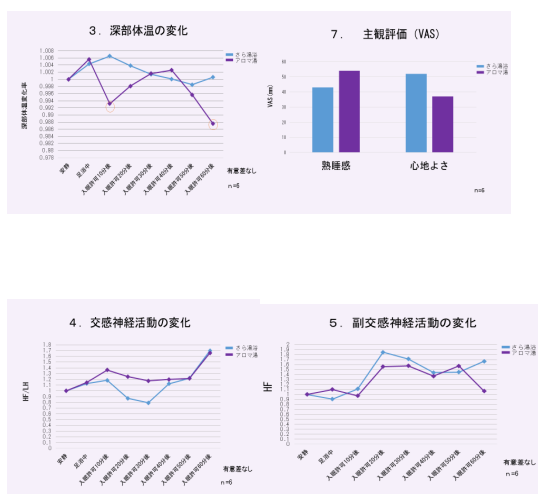 3. 深部体温の変化
1.008
1.006
1.004
1.002
1
0.998
0.996
0.994
0.992
0.99
0.988
0.986
0.984
0.982
0.98
0.978
深部体温変化率
さら湯浴
アロマ湯
安静
足浴中
入眠許可10分後
入眠許可20分後
入眠許可30分後
入眠許可40分後
入眠許可50分後
入眠許可60分後
有意差なし
n=6
7. 主観評価(VAS)
60
50
40
30
20
10
0
VAS(mm)
さら湯浴
アロマ湯
熟睡感
心地よさ
n=6
4. 交感神経活動の変化
1.8
1.7
1.6
1.5
1.4
1.3
1.2
1.1
1
0.9
0.8
0.7
0.6
0.5
0.4
0.3
0.2
0.1
0
HF/LH
さら湯浴
アロマ湯
安静
足浴中
入眠許可10分後
入眠許可20分後
入眠許可30分後
入眠許可40分後
入眠許可50分後
入眠許可60分後
有意差なし
n=6
5. 副交感神経活動の変化
2
1.9
1.8
1.7
1.6
1.5
1.4
1.3
1.2
1.1
1
0.9
0.8
0.7
0.6
0.5
0.4
0.3
0.2
0.1
0
HF
さら湯浴
アロマ湯
安静
足浴中
入眠許可10分後
入眠許可20分後
入眠許可30分後
入眠許可40分後
入眠許可50分後
入眠許可60分後
有意差なし
n=6